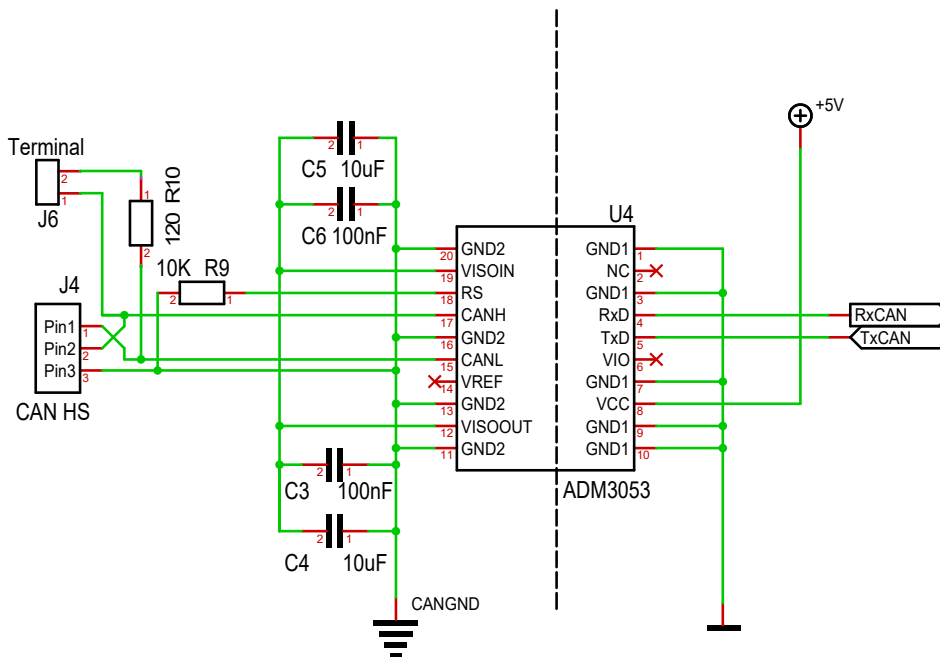 +5V
Terminal
2
1
J6
1
120 R10
2
2 1
C5 10uF
2 1
C6 100nF
U4
10K R9
2 1
J4
Pin1 1
Pin2 2
Pin3 3
CAN HS
20 GND2
19 VISOIN
18 RS
17 CANH
16 GND2
15 CANL
14 VREF
13 GND2
12 VISOOUT
11 GND2
GND1 1
NC 2
GND1 3
RxD 4
TxD 5
VIO 6
GND1 7
VCC 8
GND1 9
GND1 10
RxCAN
TxCAN
ADM3053
2 1
C3 100nF
2 1
C4 10uF
CANGND